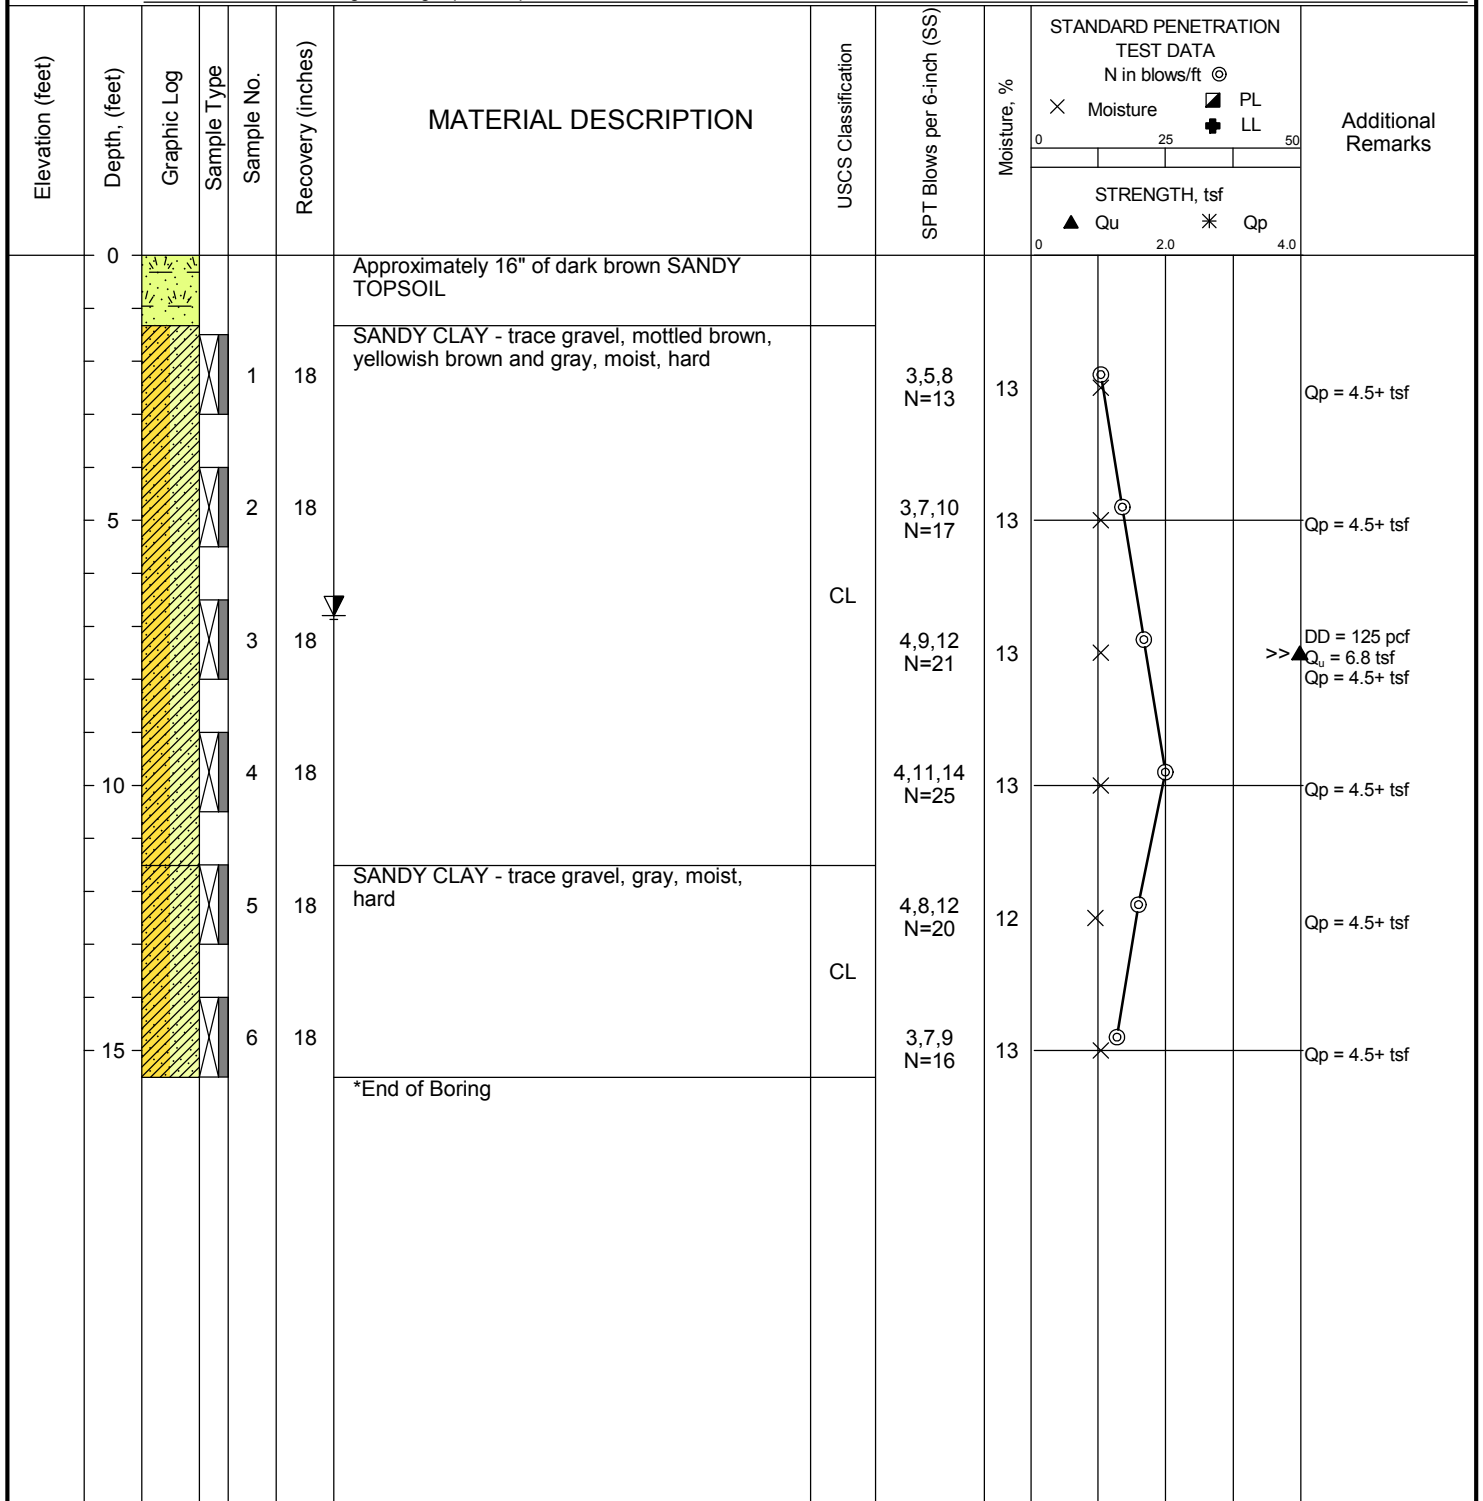 Elevation (feet)
Depth, (feet)
Graphic Log
Sample Type
Sample No.
Recovery (inches)
MATERIAL DESCRIPTION
USCS Classification
SPT Blows per 6-inch (SS)
Moisture, %
STANDARD PENETRATION
TEST DATA
N in blows/ft
Moisture
PL
LL
0 25 50
STRENGTH, tsf
Qu Qp
0 2.0 4.0
Additional
Remarks
0
Approximately 16" of dark brown SANDY
TOPSOIL
SANDY CLAY - trace gravel, mottled brown,
yellowish brown and gray, moist, hard
1 18
3,5,8
N=13
13
Qp = 4.5+ tsf
5
2 18
3,7,10
N=17
13
Qp = 4.5+ tsf
CL
3 18
4,9,12
N=21
13
>>
DD = 125 pcf
Qu = 6.8 tsf
Qp = 4.5+ tsf
10
4 18
4,11,14
N=25
13
Qp = 4.5+ tsf
SANDY CLAY - trace gravel, gray, moist,
hard
5 18
4,8,12
N=20
12
Qp = 4.5+ tsf
CL
15
6 18
3,7,9
N=16
13
Qp = 4.5+ tsf
*End of Boring